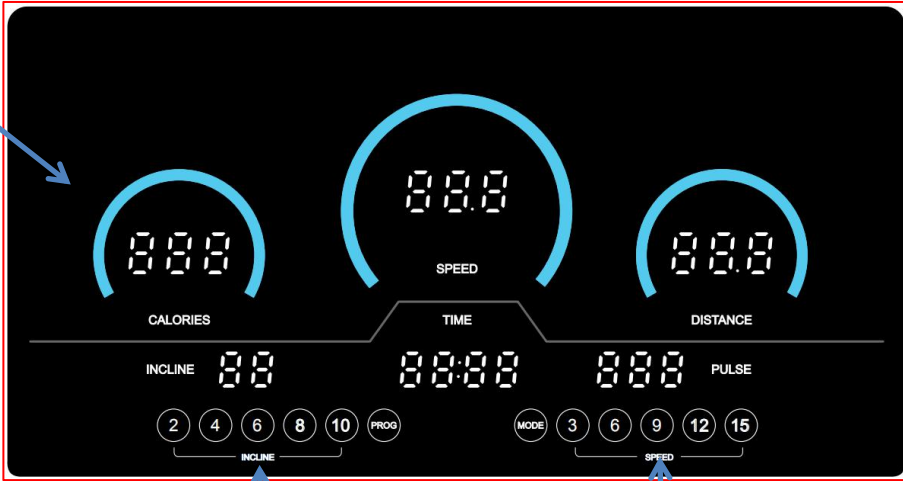 88.8
888
88.8
SPEED
CALORIES
TIME
DISTANCE
INCLINE 88 88:88 888 PULSE
2 4 6 8 10 PROG MODE 3 6 9 12 15
INCLINE SPEED